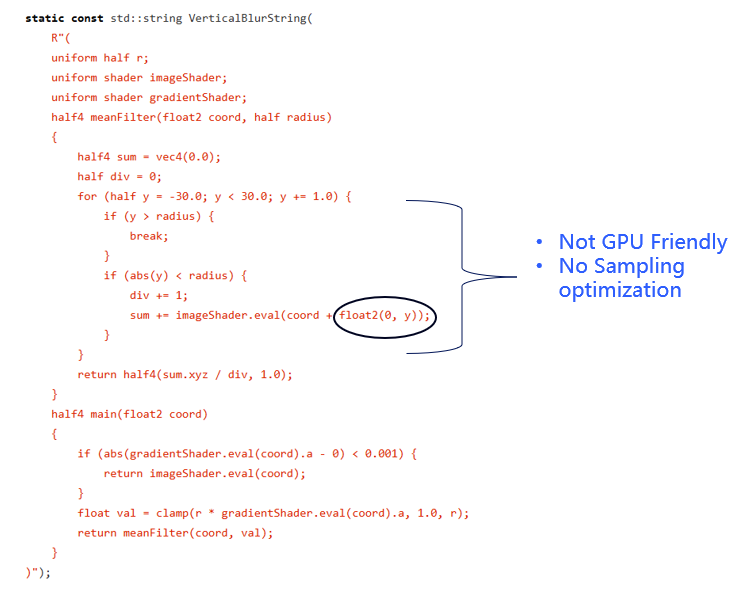 static const std::string VerticalBlurString(
R"(
uniform half r;
uniform shader imageShader;
uniform shader gradientShader;
half4 meanFilter(float2 coord, half radius)
{
half4 sum = vec4(0.0);
half div = 0;
for (half y = -30.0; y < 30.0; y += 1.0) {
if (y > radius) {
break;
}
if (abs(y) < radius) {
div += 1;
sum += imageShader.eval(coord + float2(0, y));
}
}
return half4(sum.xyz / div, 1.0);
}
half4 main(float2 coord)
{
if (abs(gradientShader.eval(coord).a - 0) < 0.001) {
return imageShader.eval(coord);
}
float val = clamp(r * gradientShader.eval(coord).a, 1.0, r);
return meanFilter(coord, val);
}
)");
• Not GPU Friendly
• No Sampling
optimization